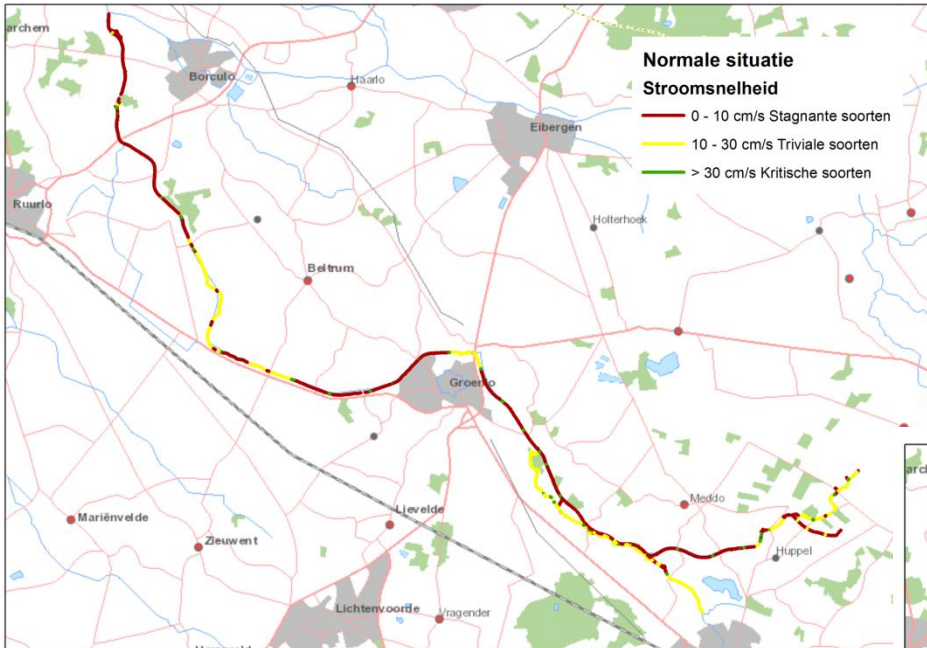 archem
Borculo
Haarlo
Eibergen
Ruurlo
Holterhoek
Beltrum
Groenlo
Meddo
Mariënvelde
Lievelde
Zieuwent
Huppel
Lichtenvoorde
Vragender
Normale situatie
Stroomsnelheid
0 - 10 cm/s Stagnante soorten
10 - 30 cm/s Triviale soorten
> 30 cm/s Kritische soorten
arch